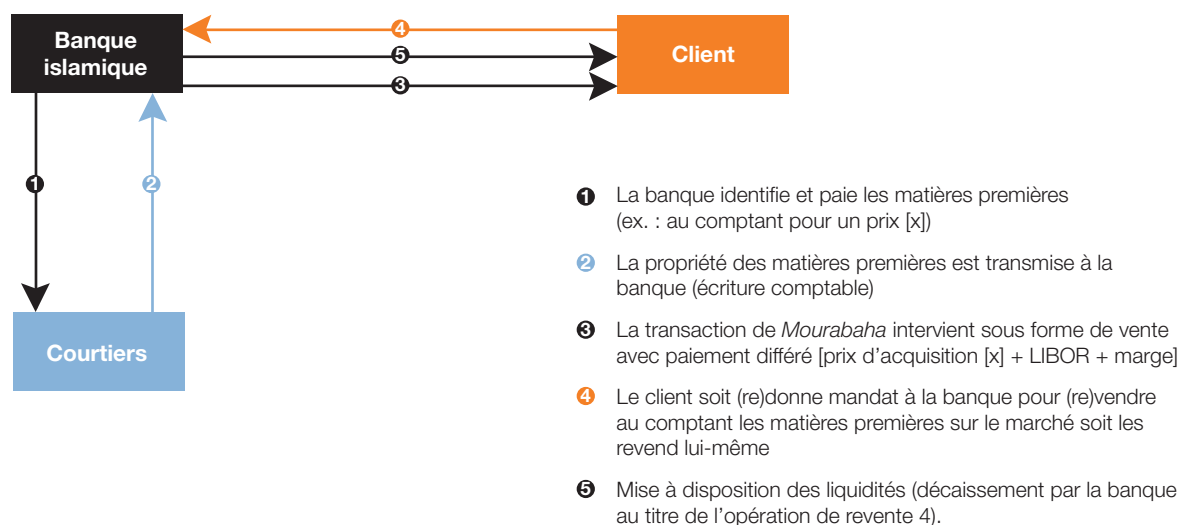 Banque
islamique
4
5
3
Client
1
2
Courtiers
1 La banque identifie et paie les matières premières
(ex. : au comptant pour un prix [x])
2 La propriété des matières premières est transmise à la
banque (écriture comptable)
3 La transaction de Mourabaha intervient sous forme de vente
avec paiement différé [prix d’acquisition [x] + LIBOR + marge]
4 Le client soit (re)donne mandat à la banque pour (re)vendre
au comptant les matières premières sur le marché soit les
revend lui-même
5 Mise à disposition des liquidités (décaissement par la banque
au titre de l’opération de revente 4).